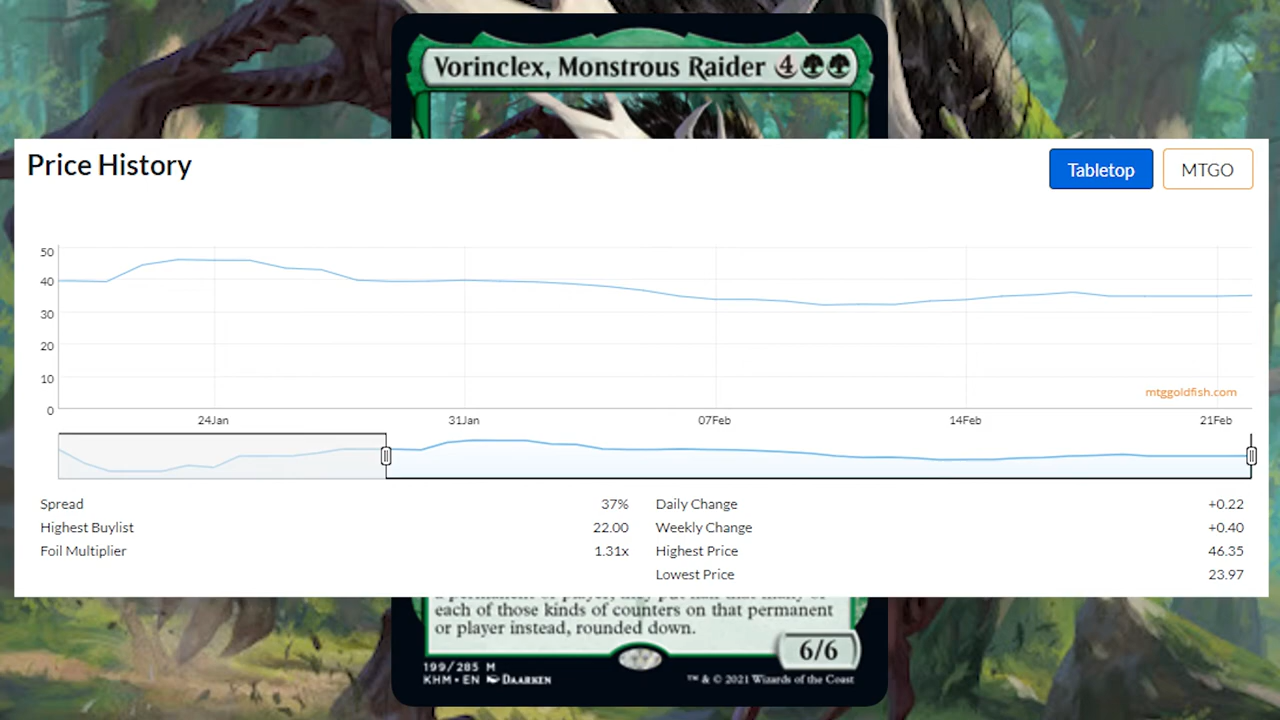 Vorinclex, Monstrous Raider 4
Price History
Tabletop
MTGO
50
40
30
20
10
0
mtggoldfish.com
24Jan
31Jan
07Feb
14Feb
21Feb
Spread 37%
Highest Buylist 22.00
Foil Multiplier 1.31x
Daily Change +0.22
Weekly Change +0.40
Highest Price 46.35
Lowest Price 23.97
each of those kinds of counters on that permanent
or player instead, rounded down.
6/6
199/285 M
KHM • EN DAARKEN
™ & © 2021 Wizards of the Coast